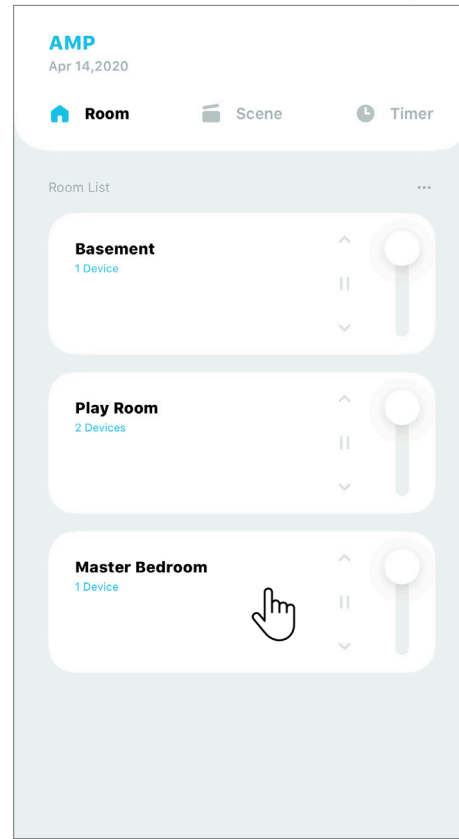 AMP
Apr 14,2020
Room Scene Timer
Room List
Basement
1 Device
Play Room
2 Devices
Master Bedroom
1 Device